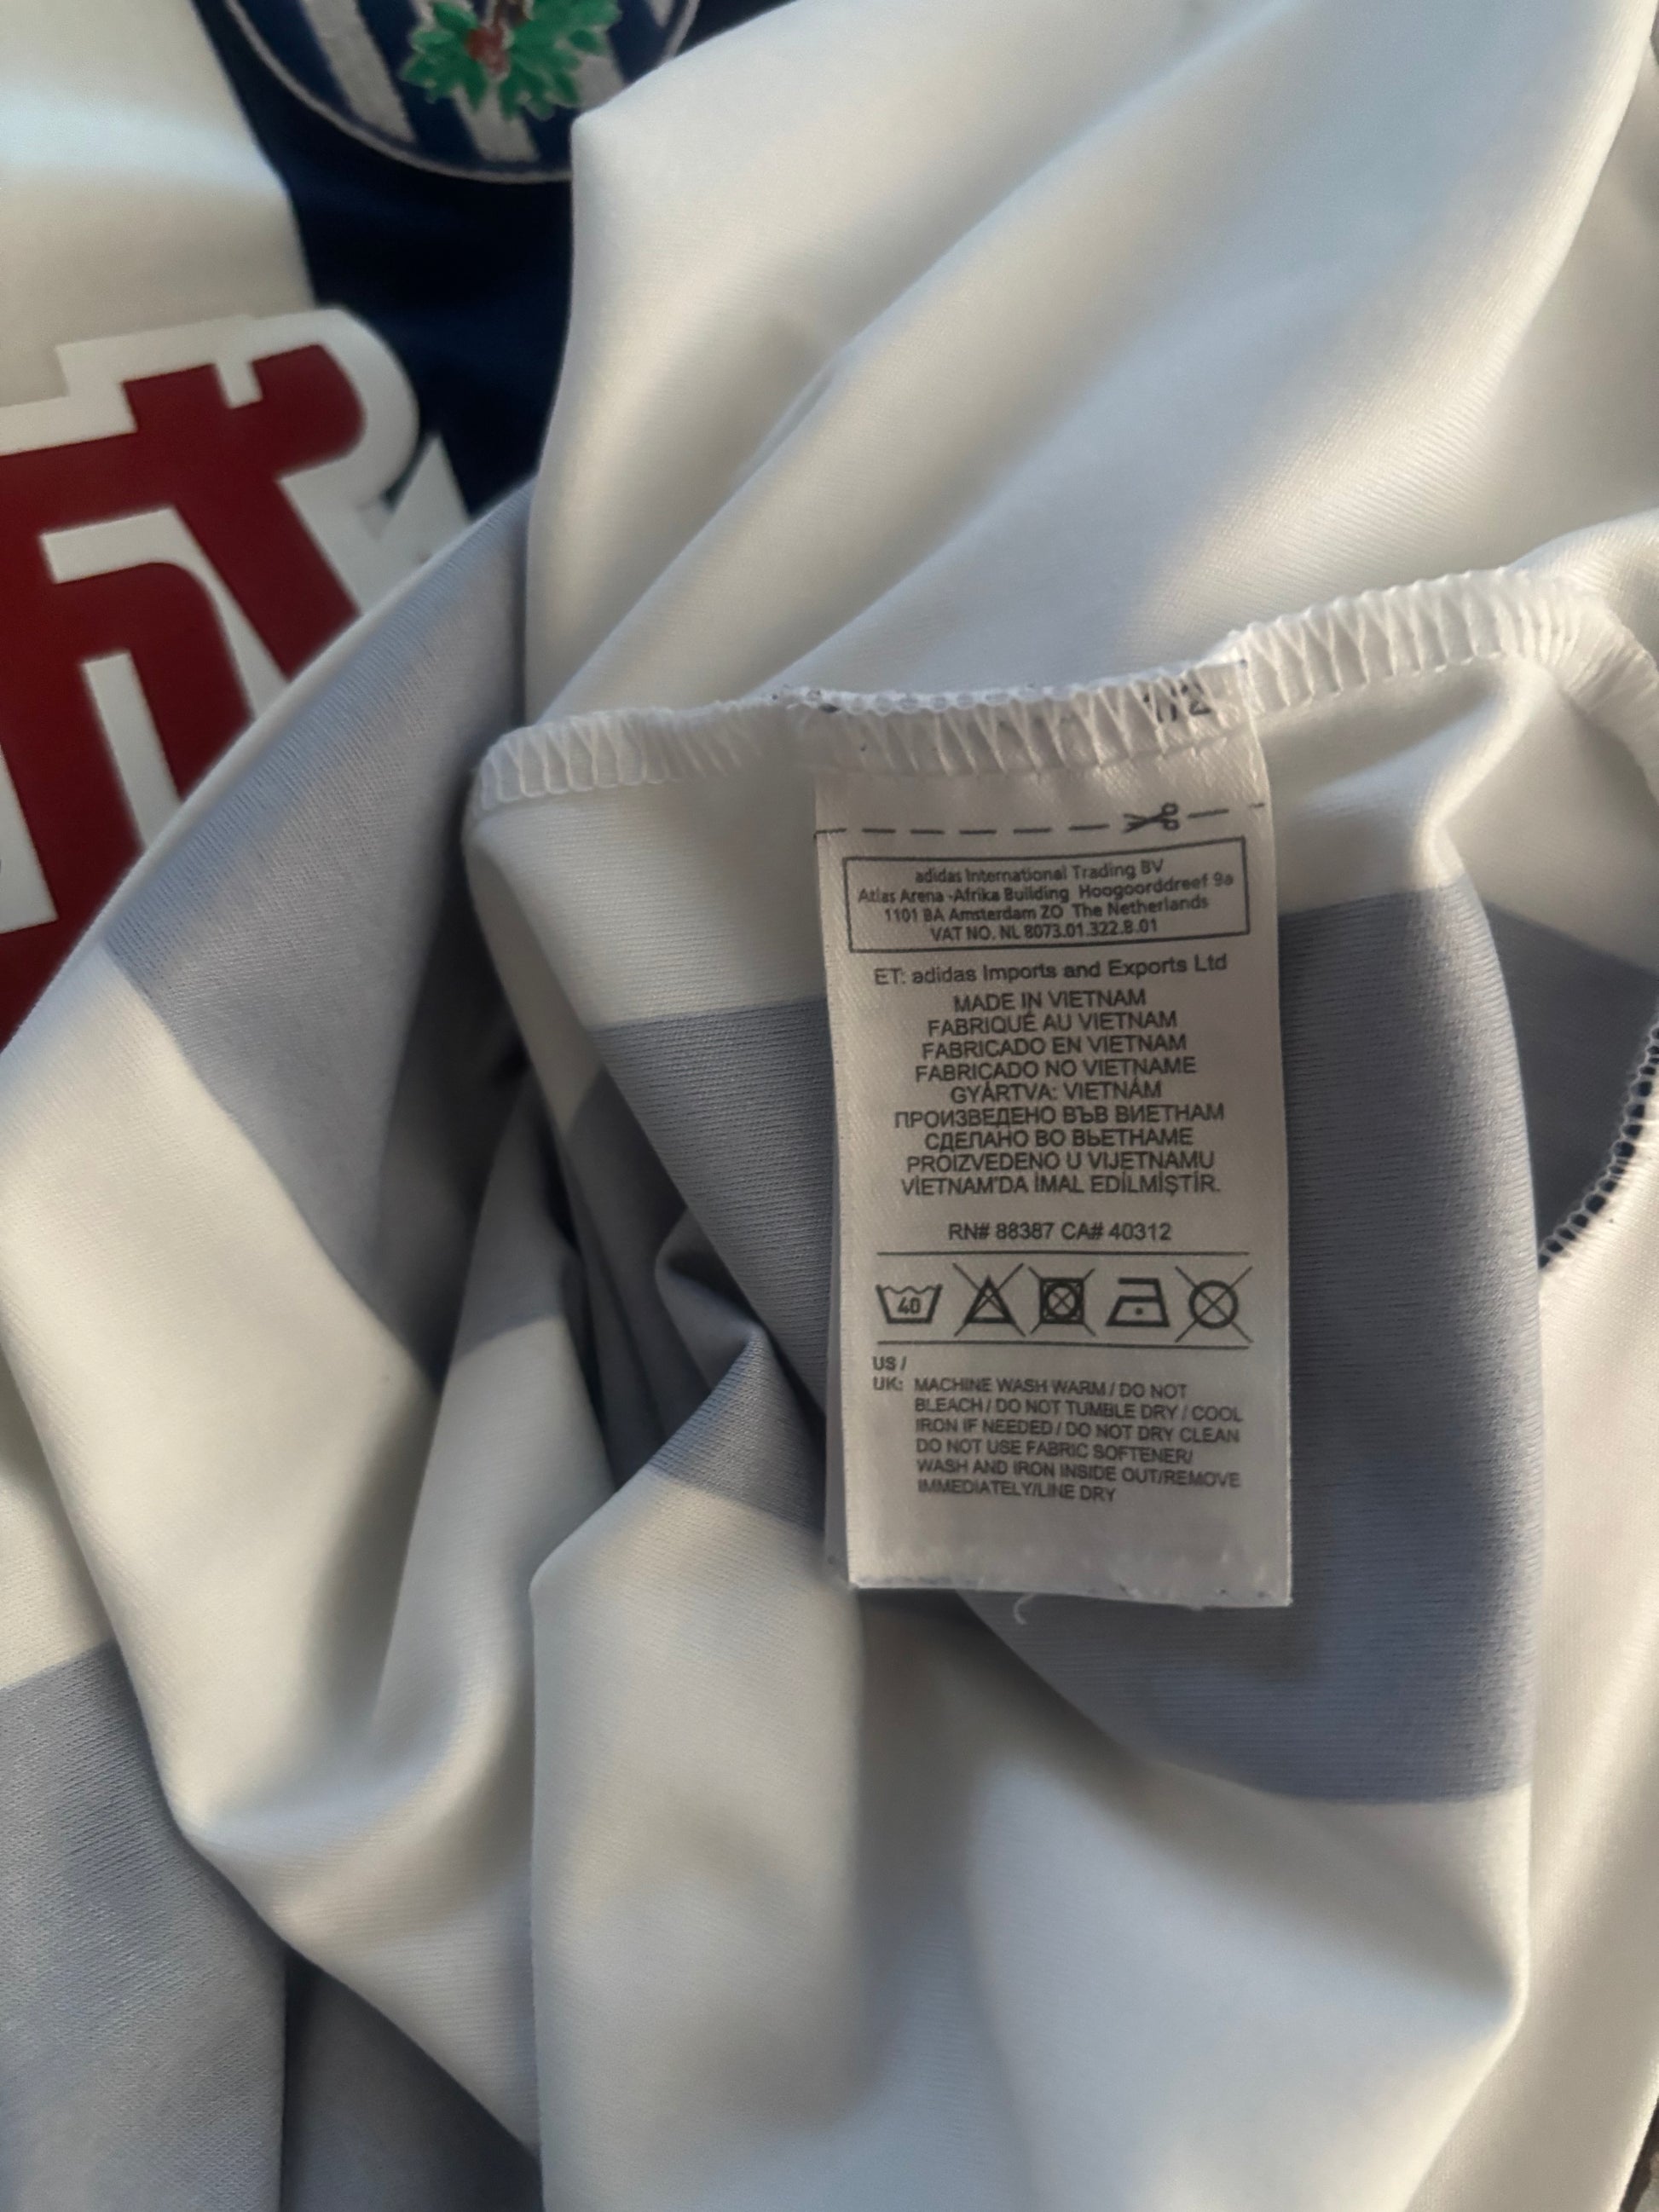 adidas International Trading BV
Atlas Arena -Afrika Building Hoogoorddreef 9a
1101 BA Amsterdam ZO The Netherlands
VAT NO. NL 8073.01.322.B.01
ET: adidas Imports and Exports Ltd
MADE IN VIETNAM
FABRIQUÉ AU VIETNAM
FABRICADO EN VIETNAM
FABRICADO NO VIETNAME
GYÁRTVA: VIETNÁM
ПРОИЗВЕДЕНО ВЪВ ВИЕТНАМ
СДЕЛАНО ВО ВЬЕТНАМЕ
PROIZVEDENO U VIJETNAMU
VİETNAM'DA İMAL EDİLMİŞTİR.
RN# 88387 CA# 40312
40
US /
UK: MACHINE WASH WARM / DO NOT
BLEACH / DO NOT TUMBLE DRY / COOL
IRON IF NEEDED / DO NOT DRY CLEAN
DO NOT USE FABRIC SOFTENER/
WASH AND IRON INSIDE OUT/REMOVE
IMMEDIATELY/LINE DRY